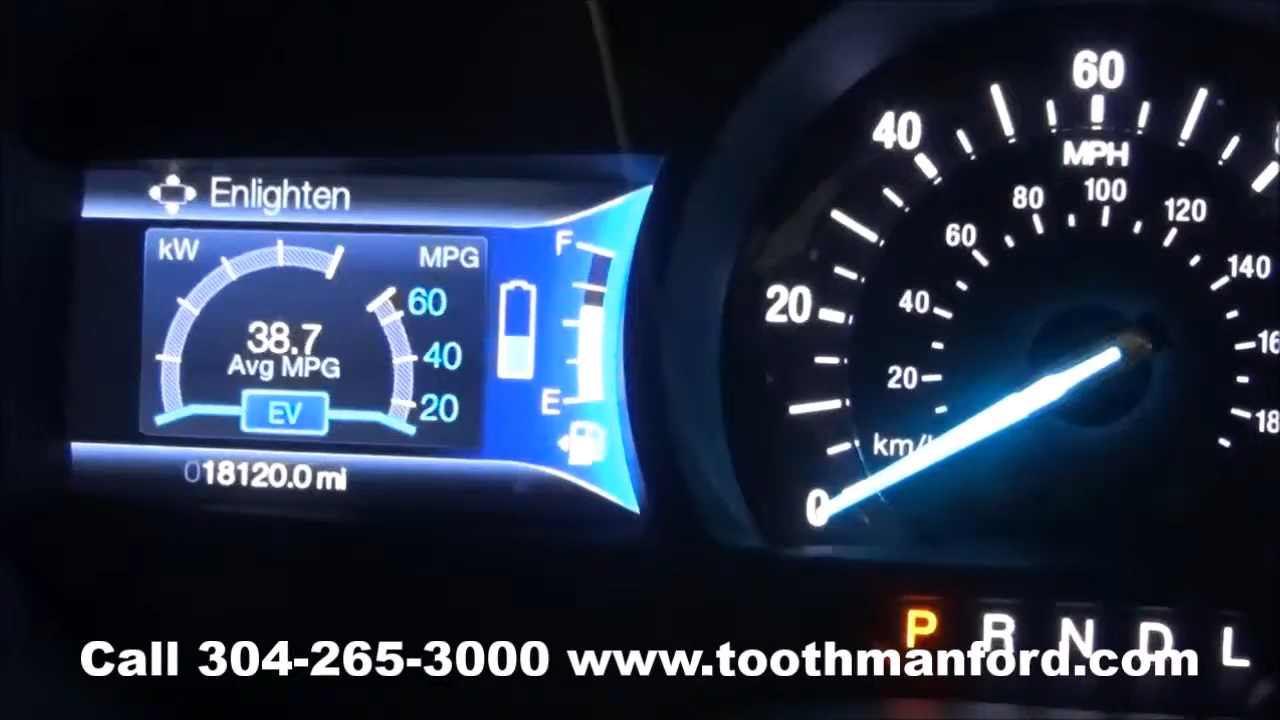 Enlighten
kW
MPG
38.7
Avg MPG
60
40
20
EV
018120.0 mi
F
E
0
20
40
60
MPH
20
40
60
80
100
120
140
km/
P R N D L
Call 304-265-3000 www.toothmanford.com